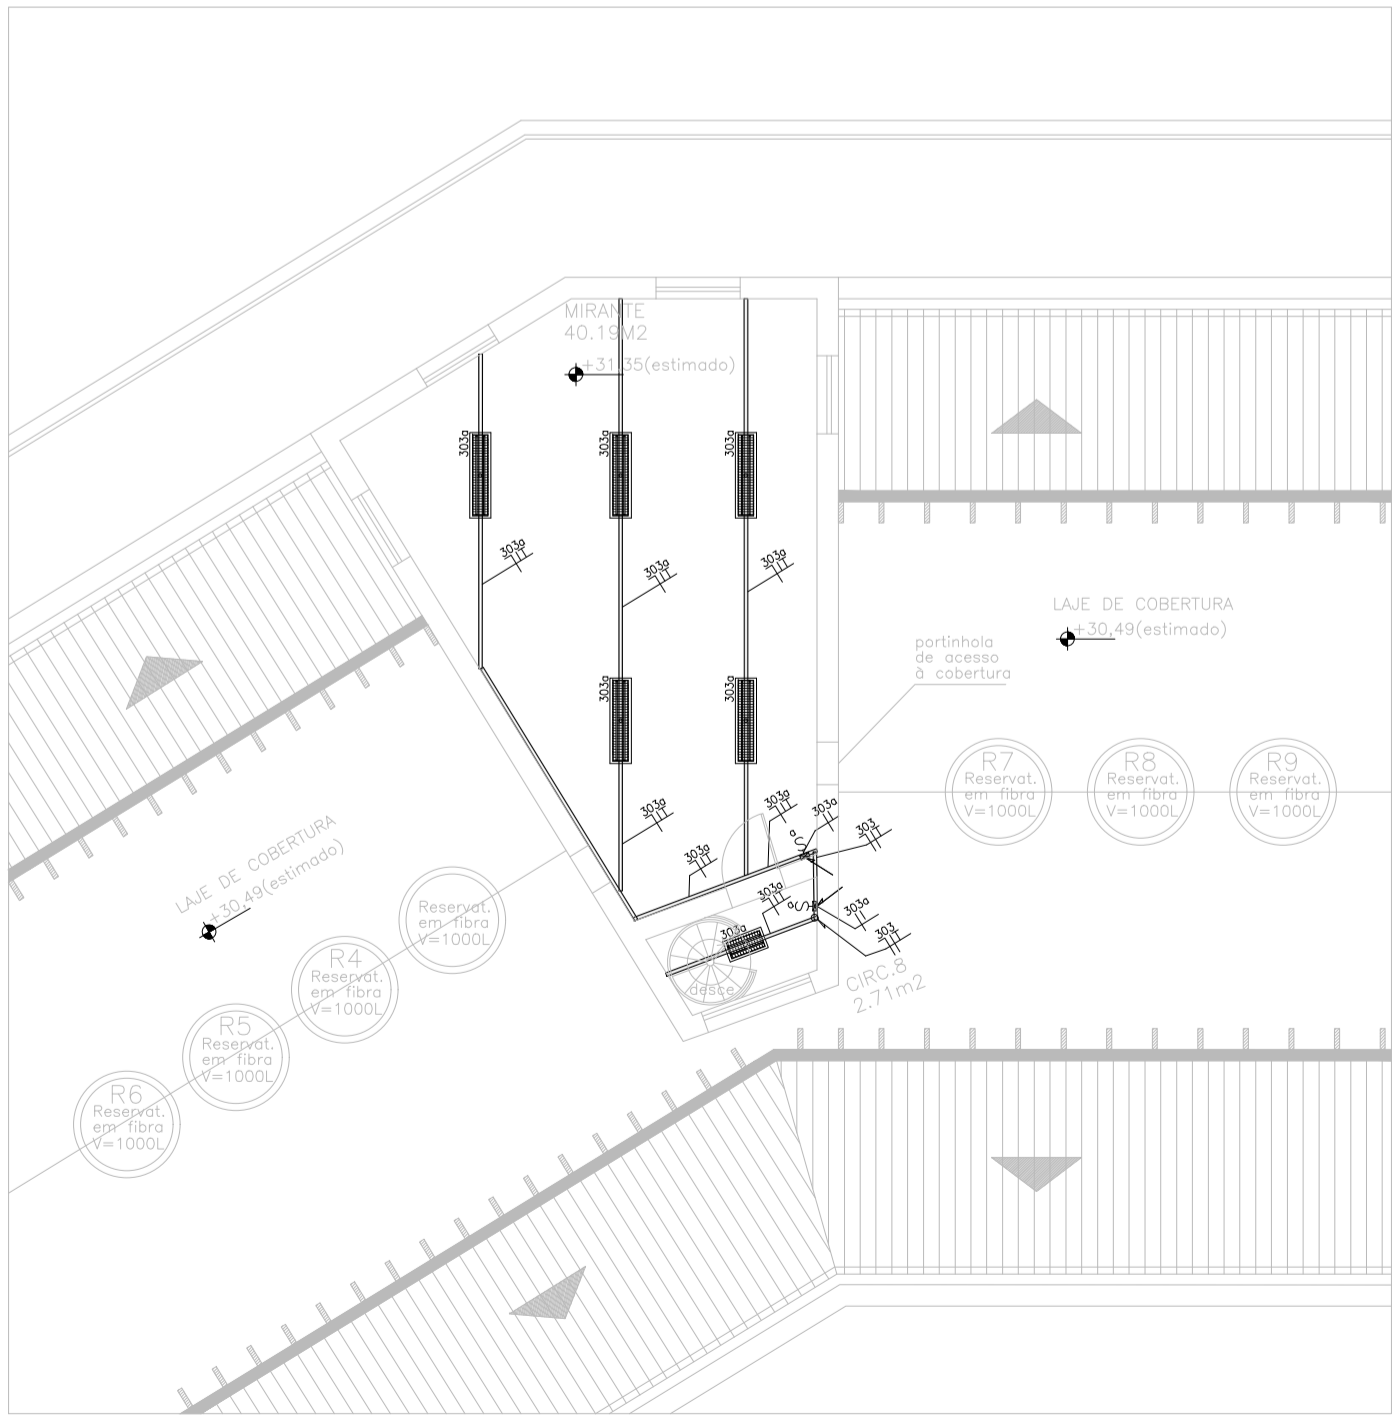 MIRANTE
40.19M2
+31,35(estimado)
303a
303a
303a
303a
303a
303a
LAJE DE COBERTURA
+30,49(estimado)
portinhola
de acesso
à cobertura
303a
303a
R7
Reservat.
em fibra
V=1000L
R8
Reservat.
em fibra
V=1000L
R9
Reservat.
em fibra
V=1000L
303a
303a
303a
303
a
S
303a
LAJE DE COBERTURA
+30,49(estimado)
303a
a
S
303a
303a
303
Reservat.
em fibra
V=1000L
desce
CIRC.8
2.71m2
R4
Reservat.
em fibra
V=1000L
R5
Reservat.
em fibra
V=1000L
R6
Reservat.
em fibra
V=1000L